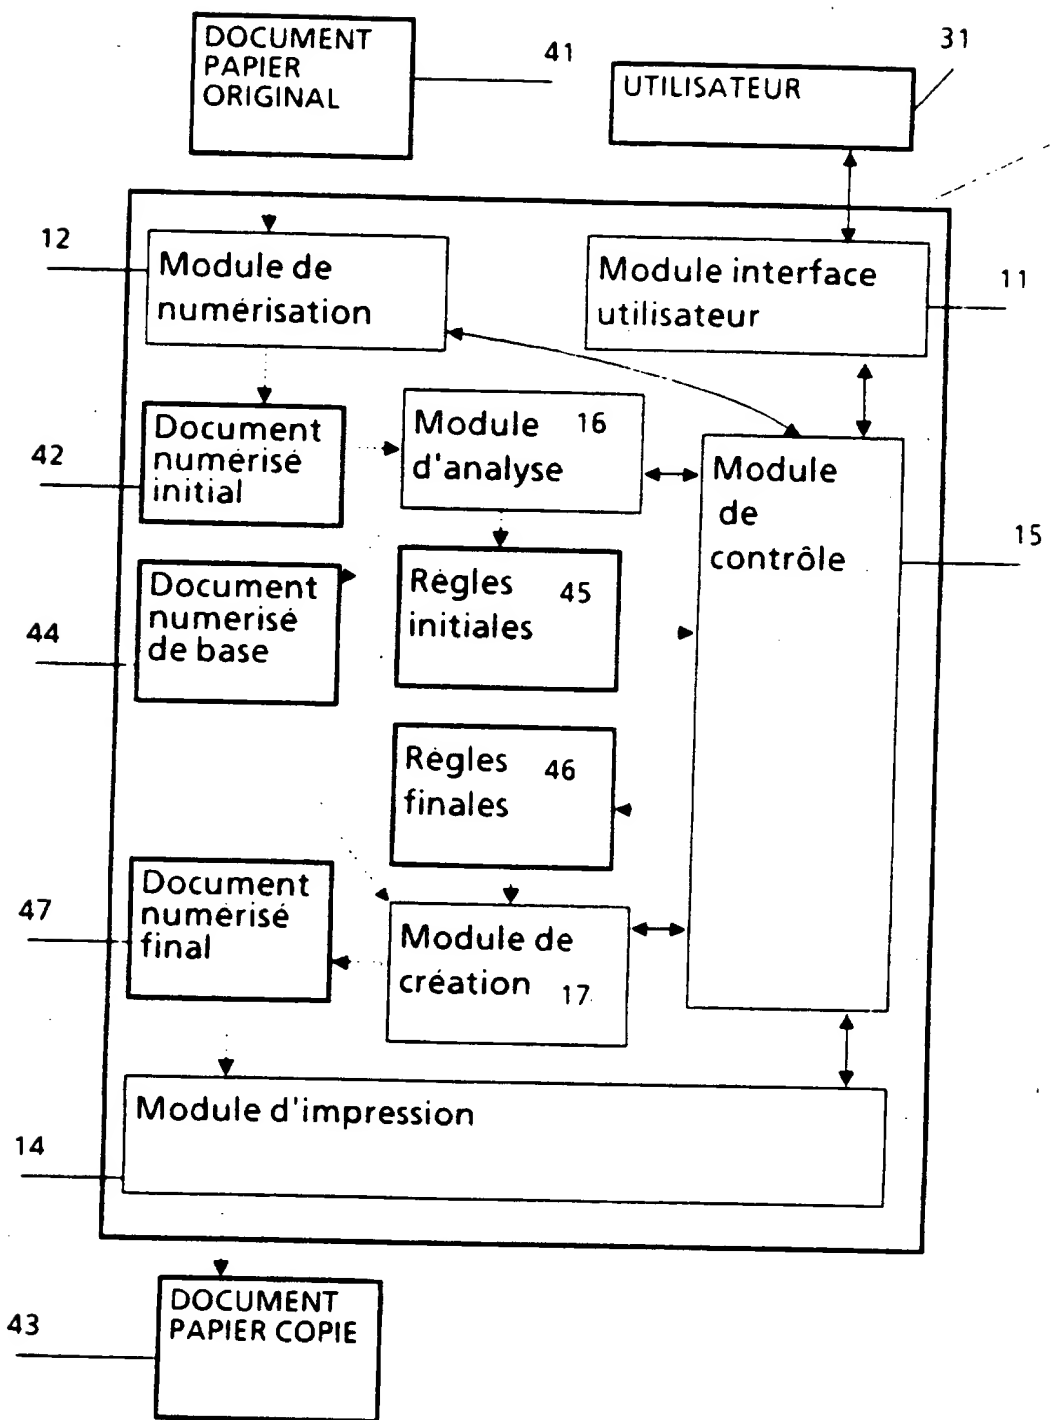 DOCUMENT
PAPIER
ORIGINAL
41
31
UTILISATEUR
12
Module de
numérisation
Module interface
utilisateur
11
42
Document
numérisé
initial
Module 16
d'analyse
Module
de
contrôle
15
44
Document
numerisé
de base
Règles 45
initiales
Règles 46
finales
47
Document
numérisé
final
Module de
création 17
Module d'impression
14
43
DOCUMENT
PAPIER COPIE